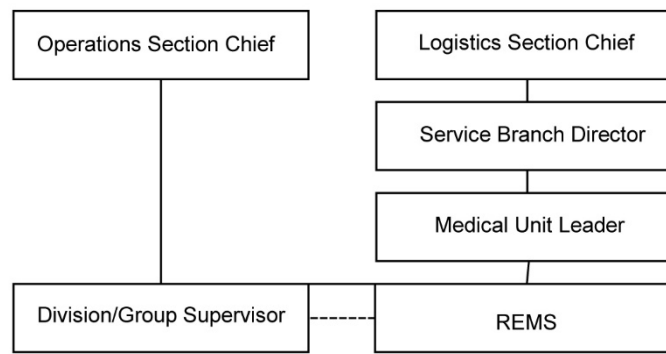 Operations Section Chief
Logistics Section Chief
Service Branch Director
Medical Unit Leader
Division/Group Supervisor
REMS